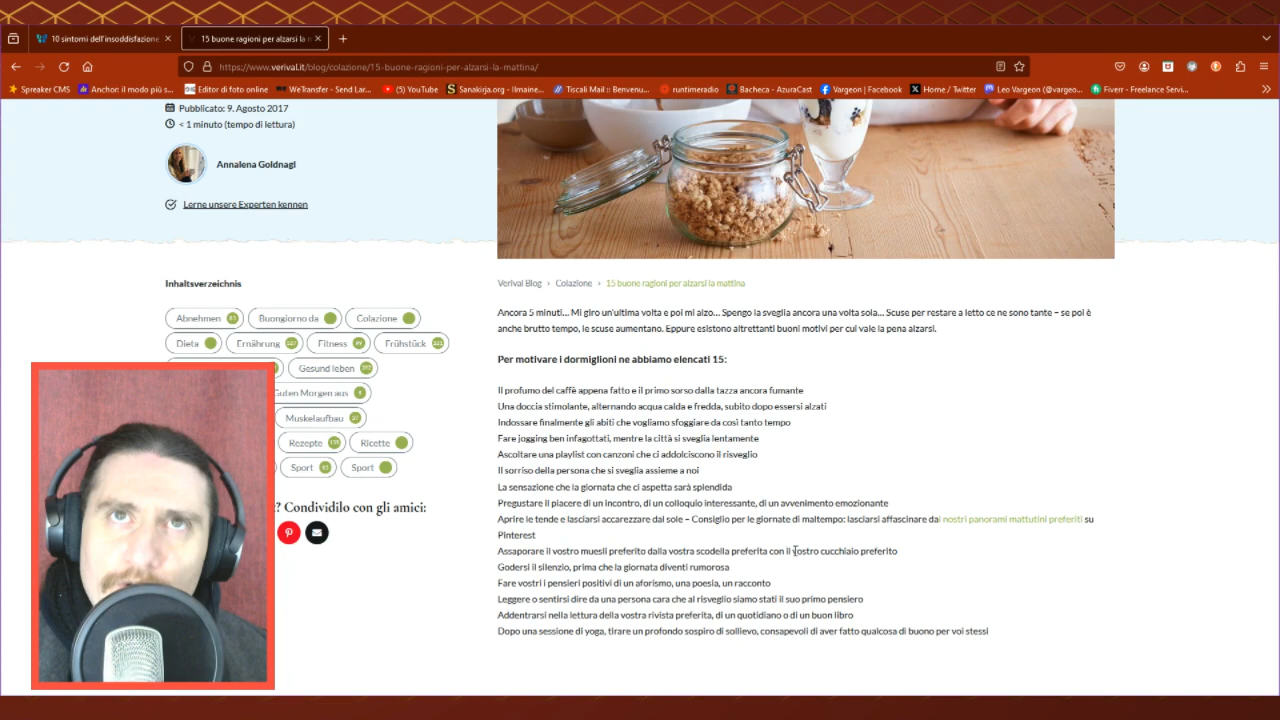 10 sintomi dell'insoddisfazione
15 buone ragioni per alzarsi la
https://www.verival.it/blog/colazione/15-buone-ragioni-per-alzarsi-la-mattina/
Spreaker CMS
Anchor: il modo più s...
Editor di foto online
WeTransfer - Send Lar...
(5) YouTube
Sanakirja.org - Ilmaine...
Tiscali Mail :: Benvenu...
runtimeradio
Bacheca - AzuraCast
Vargeon | Facebook
Home / Twitter
Leo Vargeon (@vargeo...
Fiverr - Freelance Servi...
Pubblicato: 9. Agosto 2017
< 1 minuto (tempo di lettura)
Annalena Goldnagl
Lerne unsere Experten kennen
Inhaltsverzeichnis
Abnehmen
Buongiorno da
Colazione
Dieta
Ernährung
Fitness
Frühstück
Gesund leben
Guten Morgen aus
Muskelaufbau
Rezepte
Ricette
Sport
Sport
? Condividilo con gli amici:
Verival Blog › Colazione › 15 buone ragioni per alzarsi la mattina
Ancora 5 minuti... Mi giro un'ultima volta e poi mi alzo... Spengo la sveglia ancora una volta sola... Scuse per restare a letto ce ne sono tante – se poi è
anche brutto tempo, le scuse aumentano. Eppure esistono altrettanti buoni motivi per cui vale la pena alzarsi.
Per motivare i dormiglioni ne abbiamo elencati 15:
Il profumo del caffè appena fatto e il primo sorso dalla tazza ancora fumante
Una doccia stimolante, alternando acqua calda e fredda, subito dopo essersi alzati
Indossare finalmente gli abiti che vogliamo sfoggiare da così tanto tempo
Fare jogging ben infagottati, mentre la città si sveglia lentamente
Ascoltare una playlist con canzoni che ci addolciscono il risveglio
Il sorriso della persona che si sveglia assieme a noi
La sensazione che la giornata che ci aspetta sarà splendida
Pregustare il piacere di un incontro, di un colloquio interessante, di un avvenimento emozionante
Aprire le tende e lasciarsi accarezzare dal sole – Consiglio per le giornate di maltempo: lasciarsi affascinare dai nostri panorami mattutini preferiti su
Pinterest
Assaporare il vostro muesli preferito dalla vostra scodella preferita con il vostro cucchiaio preferito
Godersi il silenzio, prima che la giornata diventi rumorosa
Fare vostri i pensieri positivi di un aforismo, una poesia, un racconto
Leggere o sentirsi dire da una persona cara che al risveglio siamo stati il suo primo pensiero
Addentrarsi nella lettura della vostra rivista preferita, di un quotidiano o di un buon libro
Dopo una sessione di yoga, tirare un profondo sospiro di sollievo, consapevoli di aver fatto qualcosa di buono per voi stessi